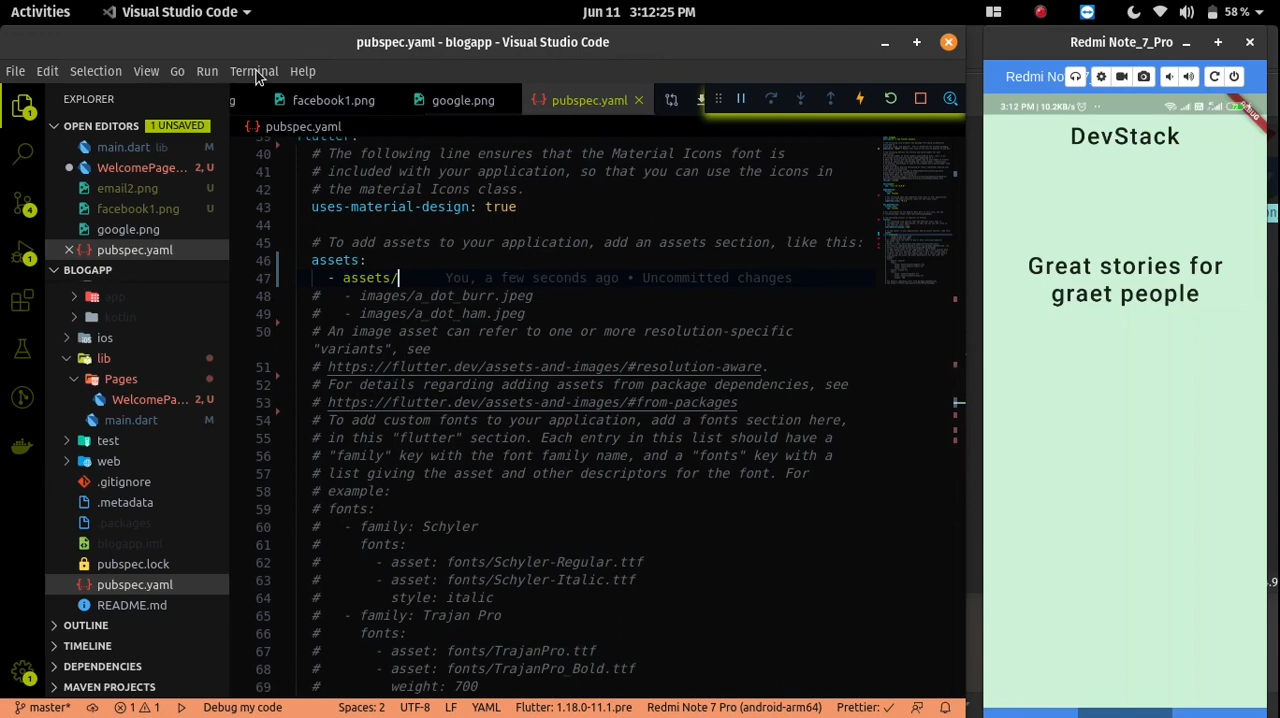 Activities
Visual Studio Code
Jun 11 3:12:25 PM
58 %
pubspec.yaml - blogapp - Visual Studio Code
Redmi Note_7_Pro
File Edit Selection View Go Run Terminal Help
Redmi No
EXPLORER
facebook1.png
google.png
pubspec.yaml
3:12 PM | 10.2KB/s
OPEN EDITORS
1 UNSAVED
pubspec.yaml
DevStack
main.dart lib M
WelcomePage...
email2.png
facebook1.png
google.png
pubspec.yaml
BLOGAPP
app
kotlin
ios
lib
Pages
WelcomePa... 2, U
main.dart M
test
web
.gitignore
.metadata
.packages
blogapp.iml
pubspec.lock
pubspec.yaml
README.md
OUTLINE
TIMELINE
DEPENDENCIES
MAVEN PROJECTS
40 # The following line ensures that the Material Icons font is
41
42 # the material Icons class.
43 uses-material-design: true
44
45 # To add assets to your application, add an assets section, like this:
46 assets:
47 - assets/ You, a few seconds ago • Uncommitted changes
48 # - images/a_dot_burr.jpeg
49 # - images/a_dot_ham.jpeg
50 # An image asset can refer to one or more resolution-specific
"variants", see
51 # https://flutter.dev/assets-and-images/#resolution-aware.
52 # For details regarding adding assets from package dependencies, see
53 # https://flutter.dev/assets-and-images/#from-packages
54 # To add custom fonts to your application, add a fonts section here,
55 # in this "flutter" section. Each entry in this list should have a
56 # "family" key with the font family name, and a "fonts" key with a
57 # list giving the asset and other descriptors for the font. For
58 # example:
59 # fonts:
60 # - family: Schyler
61 # fonts:
62 # - asset: fonts/Schyler-Regular.ttf
63 # - asset: fonts/Schyler-Italic.ttf
64 # style: italic
65 # - family: Trajan Pro
66 # fonts:
67 # - asset: fonts/TrajanPro.ttf
68 # - asset: fonts/TrajanPro_Bold.ttf
69 # weight: 700
Great stories for
graet people
master* 1 1 Debug my code Spaces: 2 UTF-8 LF YAML Flutter: 1.18.0-11.1.pre Redmi Note 7 Pro (android-arm64) Prettier: ✓